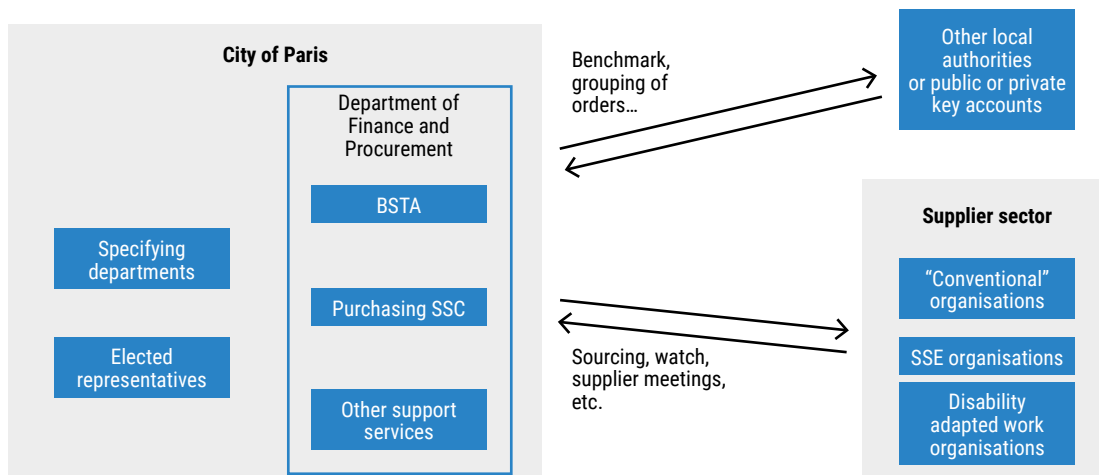 City of Paris
Department of
Finance and
Procurement
BSTA
Specifying
departments
Purchasing SSC
Elected
representatives
Other support
services
Benchmark,
grouping of
orders…
Other local
authorities
or public or private
key accounts
Sourcing, watch,
supplier meetings,
etc.
Supplier sector
“Conventional”
organisations
SSE organisations
Disability
adapted work
organisations